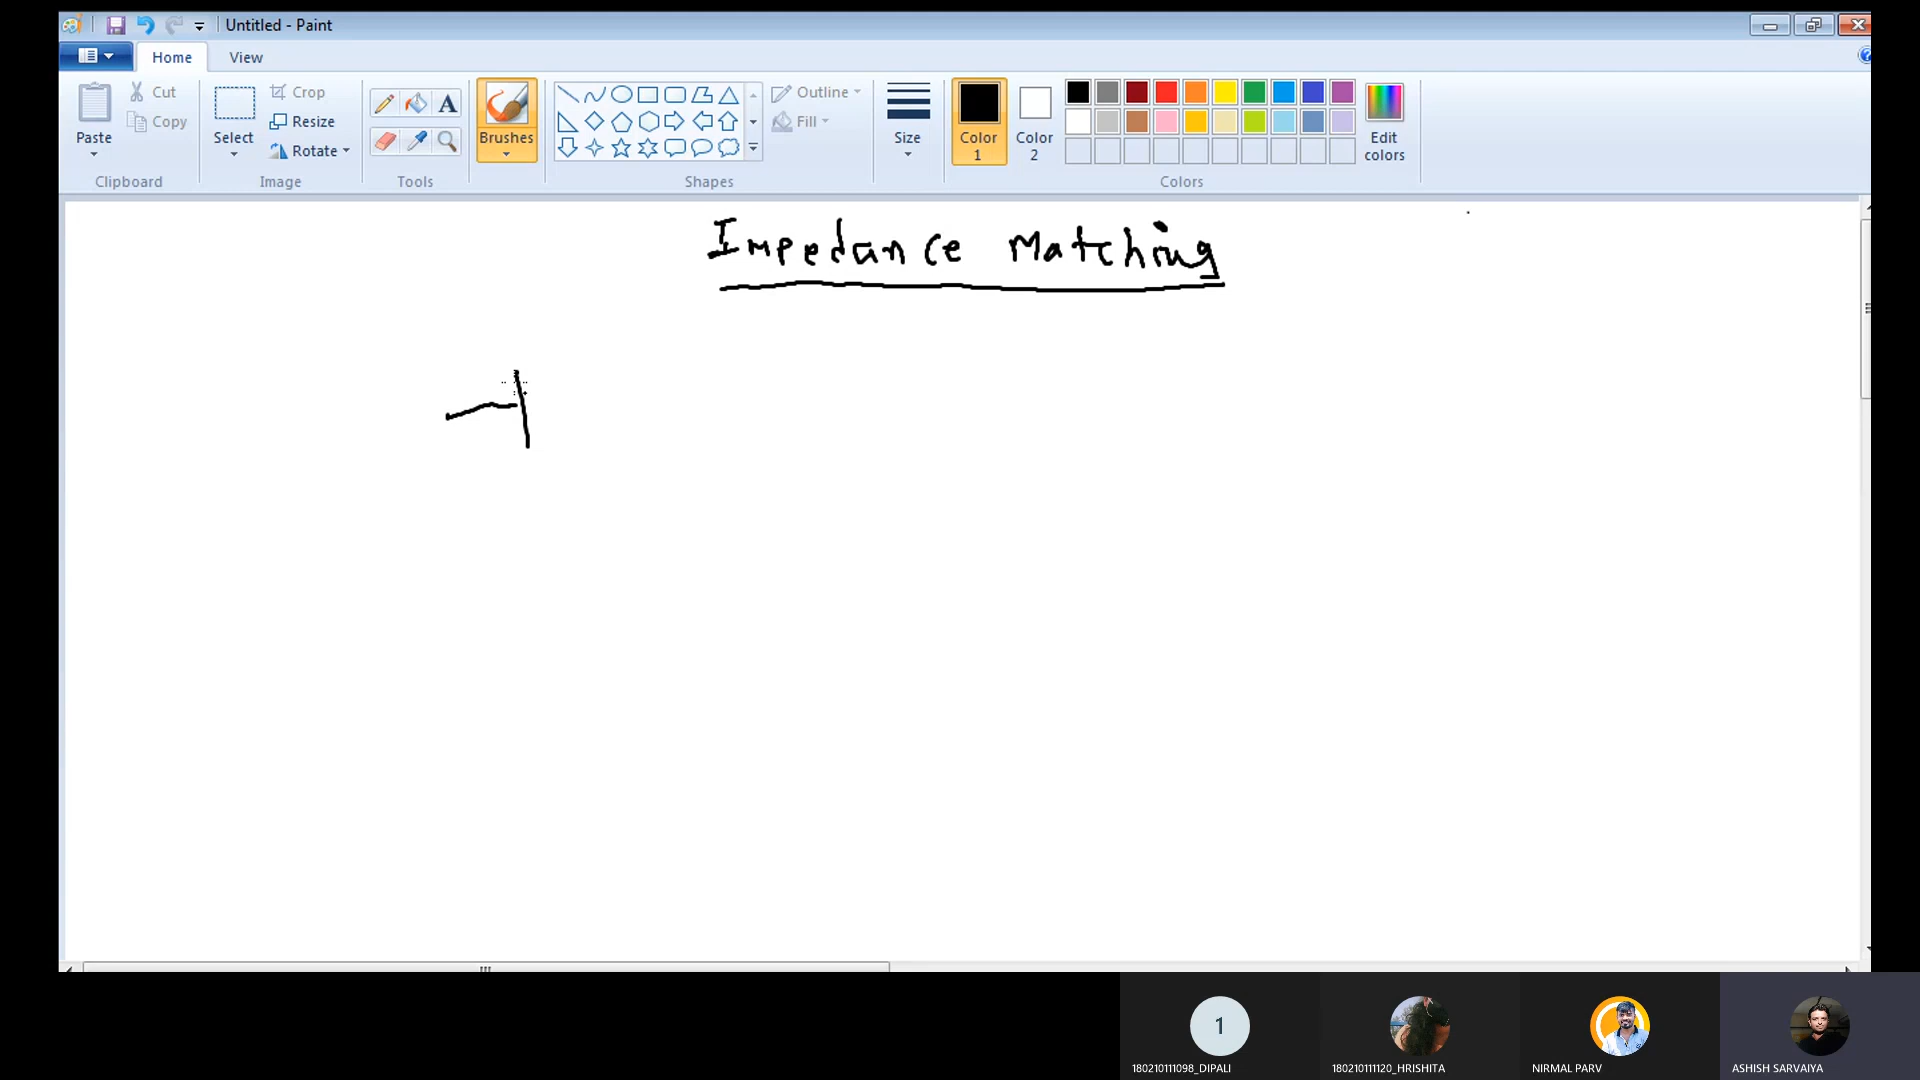 Untitled - Paint
Home View
Paste Cut Copy Clipboard
Select Crop Resize Rotate Image
A Tools
Brushes
Outline Fill Shapes
Size
Color 1 Color 2 Edit colors Colors
Impedance Matching
1
180210111098_DIPALI 180210111120_HRISHITA NIRMAL PARV ASHISH SARVAIYA